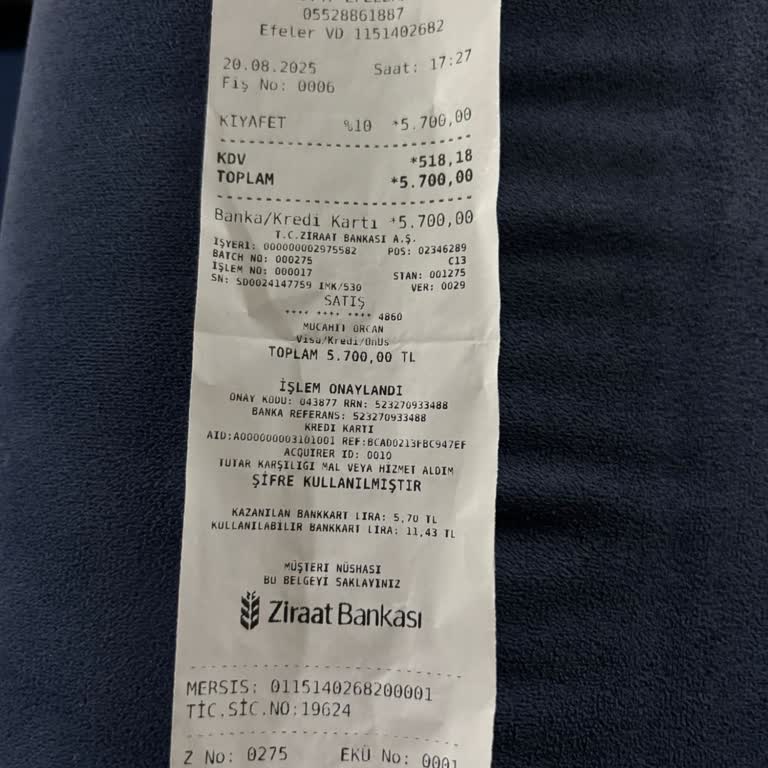 05528861887
Efeler VD 1151402682
20.08.2025 Saat: 17:27
Fiş No: 0006
KIYAFET %10 *5.700,00
KDV *518,18
TOPLAM *5.700,00
Banka/Kredi Kartı *5.700,00
T.C.ZİRAAT BANKASI A.Ş.
İŞYERİ: 000000002975582 POS: 02346289
BATCH NO: 000275 C13
İŞLEM NO: 000017 STAN: 001275
SN: SD0024147759 IMK/530 VER: 0029
SATIŞ
**** **** **** 4860
MUCAHIT ORCAN
Visa/Kredi/OnUs
TOPLAM 5.700,00 TL
İŞLEM ONAYLANDI
ONAY KODU: 043877 RRN: 523270933488
BANKA REFERANS: 523270933488
KREDI KARTI
AID:A0000000003101001 REF:BCAD0213FBC947EF
ACQUIRER ID: 0010
TUTAR KARŞILIGI MAL VEYA HIZMET ALDIM
ŞİFRE KULLANILMIŞTIR
KAZANILAN BANKKART LIRA: 5,70 TL
KULLANILABILIR BANKKART LIRA: 11,43 TL
MÜŞTERI NÜSHASI
BU BELGEYİ SAKLAYINIZ
Ziraat Bankası
MERSIS: 0115140268200001
TİC.SİC.NO:19624
Z No: 0275 EKÜ No: 0001